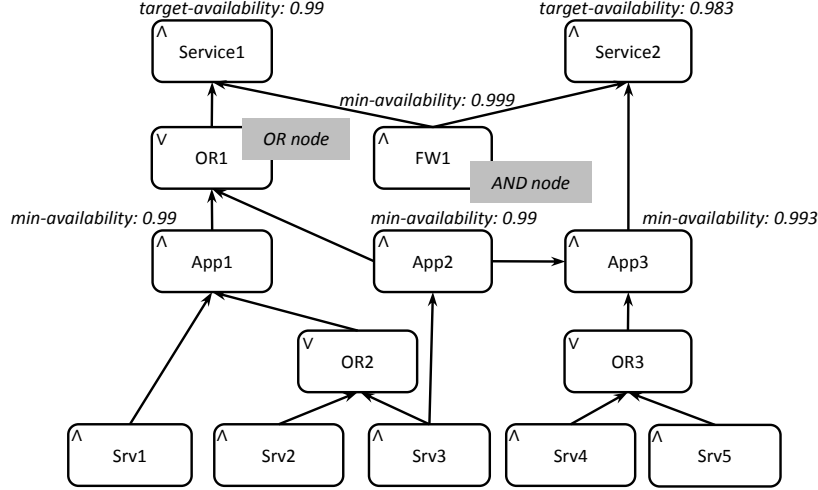 target-availability: 0.99
target-availability: 0.983
Λ
Service1
Λ
Service2
min-availability: 0.999
V
OR1
OR node
Λ
FW1
AND node
min-availability: 0.99
min-availability: 0.99
min-availability: 0.993
Λ
App1
Λ
App2
Λ
App3
V
OR2
V
OR3
Λ
Srv1
Λ
Srv2
Λ
Srv3
Λ
Srv4
Λ
Srv5